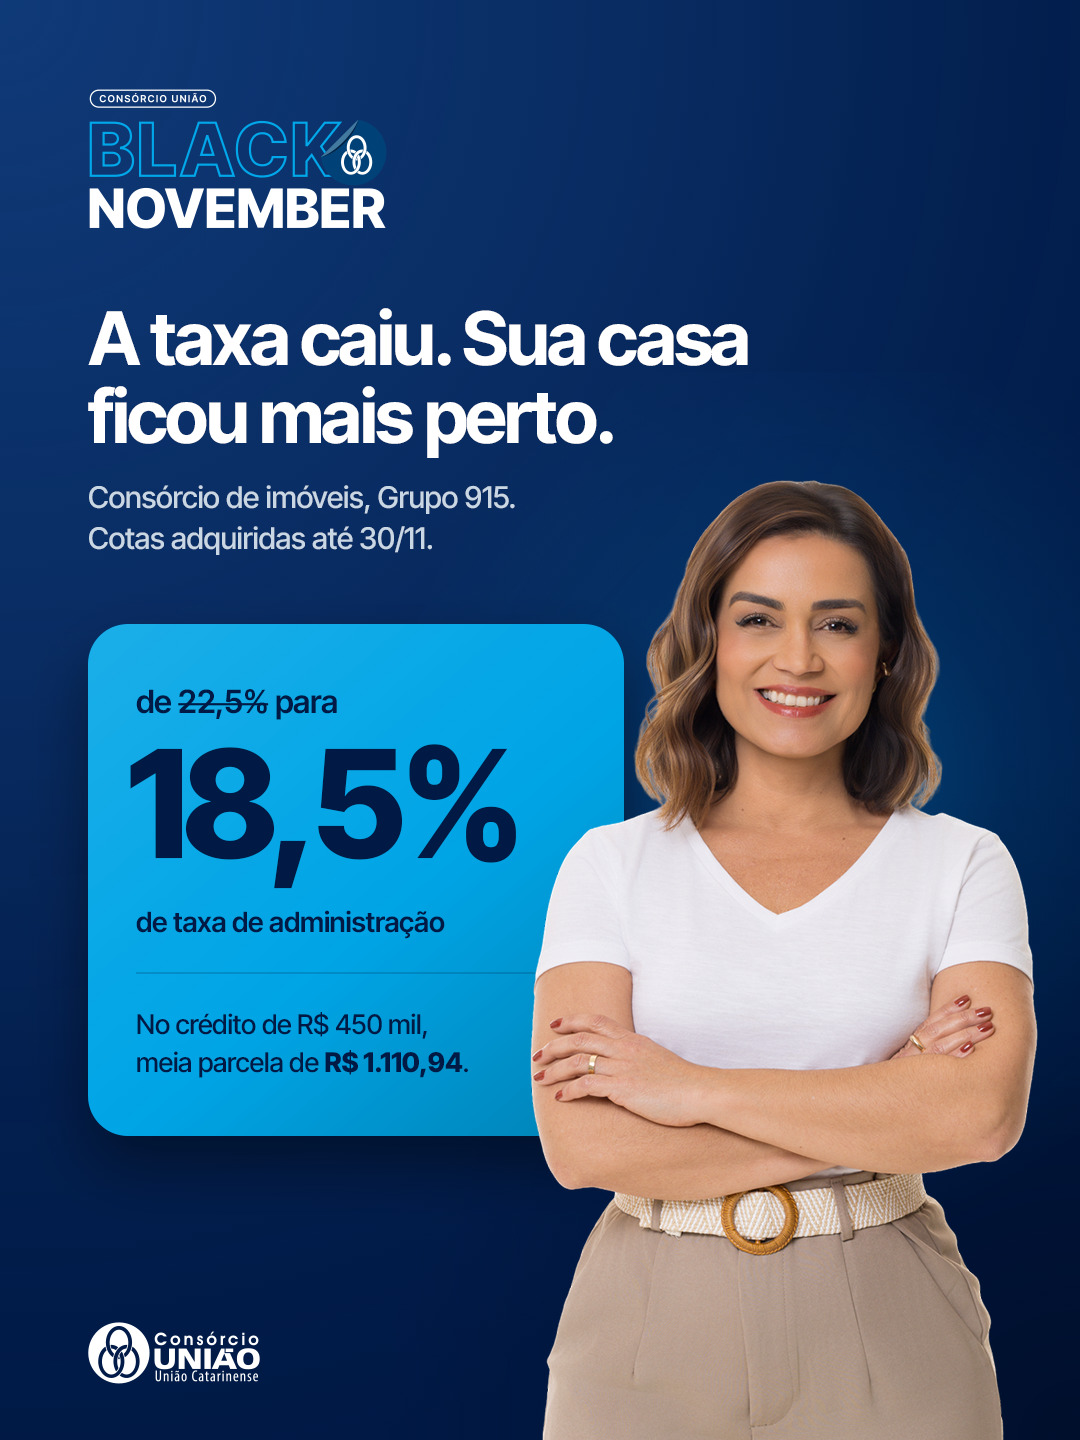 CONSÓRCIO UNIÃO
BLACK
NOVEMBER
A taxa caiu. Sua casa
ficou mais perto.
Consórcio de imóveis, Grupo 915.
Cotas adquiridas até 30/11.
de 22,5% para
18,5%
de taxa de administração
No crédito de R$ 450 mil,
meia parcela de R$ 1.110,94.
Consórcio
UNIÃO
União Catarinense